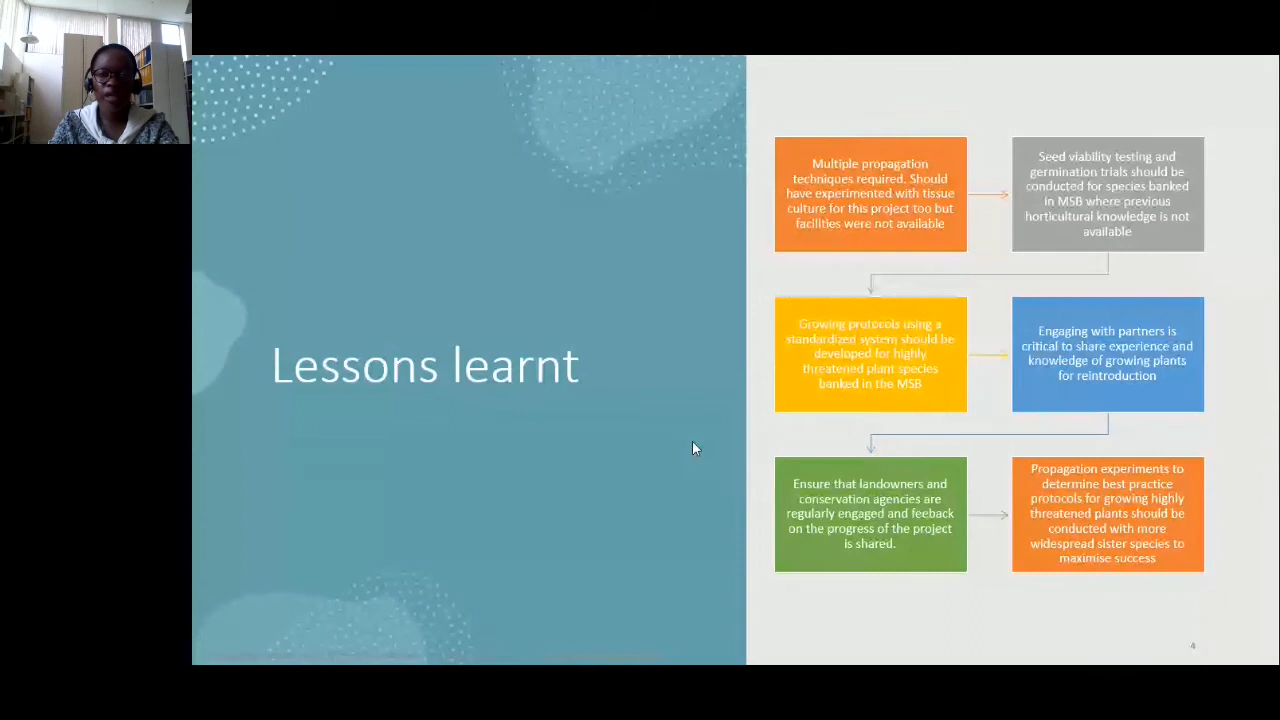 Lessons learnt
Multiple propagation
techniques required. Should
have experimented with tissue
culture for this project too but
facilities were not available
Seed viability testing and
germination trials should be
conducted for species banked
in MSB where previous
horticultural knowledge is not
available
Growing protocols using a
standardized system should be
developed for highly
threatened plant species
banked in the MSB
Engaging with partners is
critical to share experience and
knowledge of growing plants
for reintroduction
Ensure that landowners and
conservation agencies are
regularly engaged and feeback
on the progress of the project
is shared.
Propagation experiments to
determine best practice
protocols for growing highly
threatened plants should be
conducted with more
widespread sister species to
maximise success
4